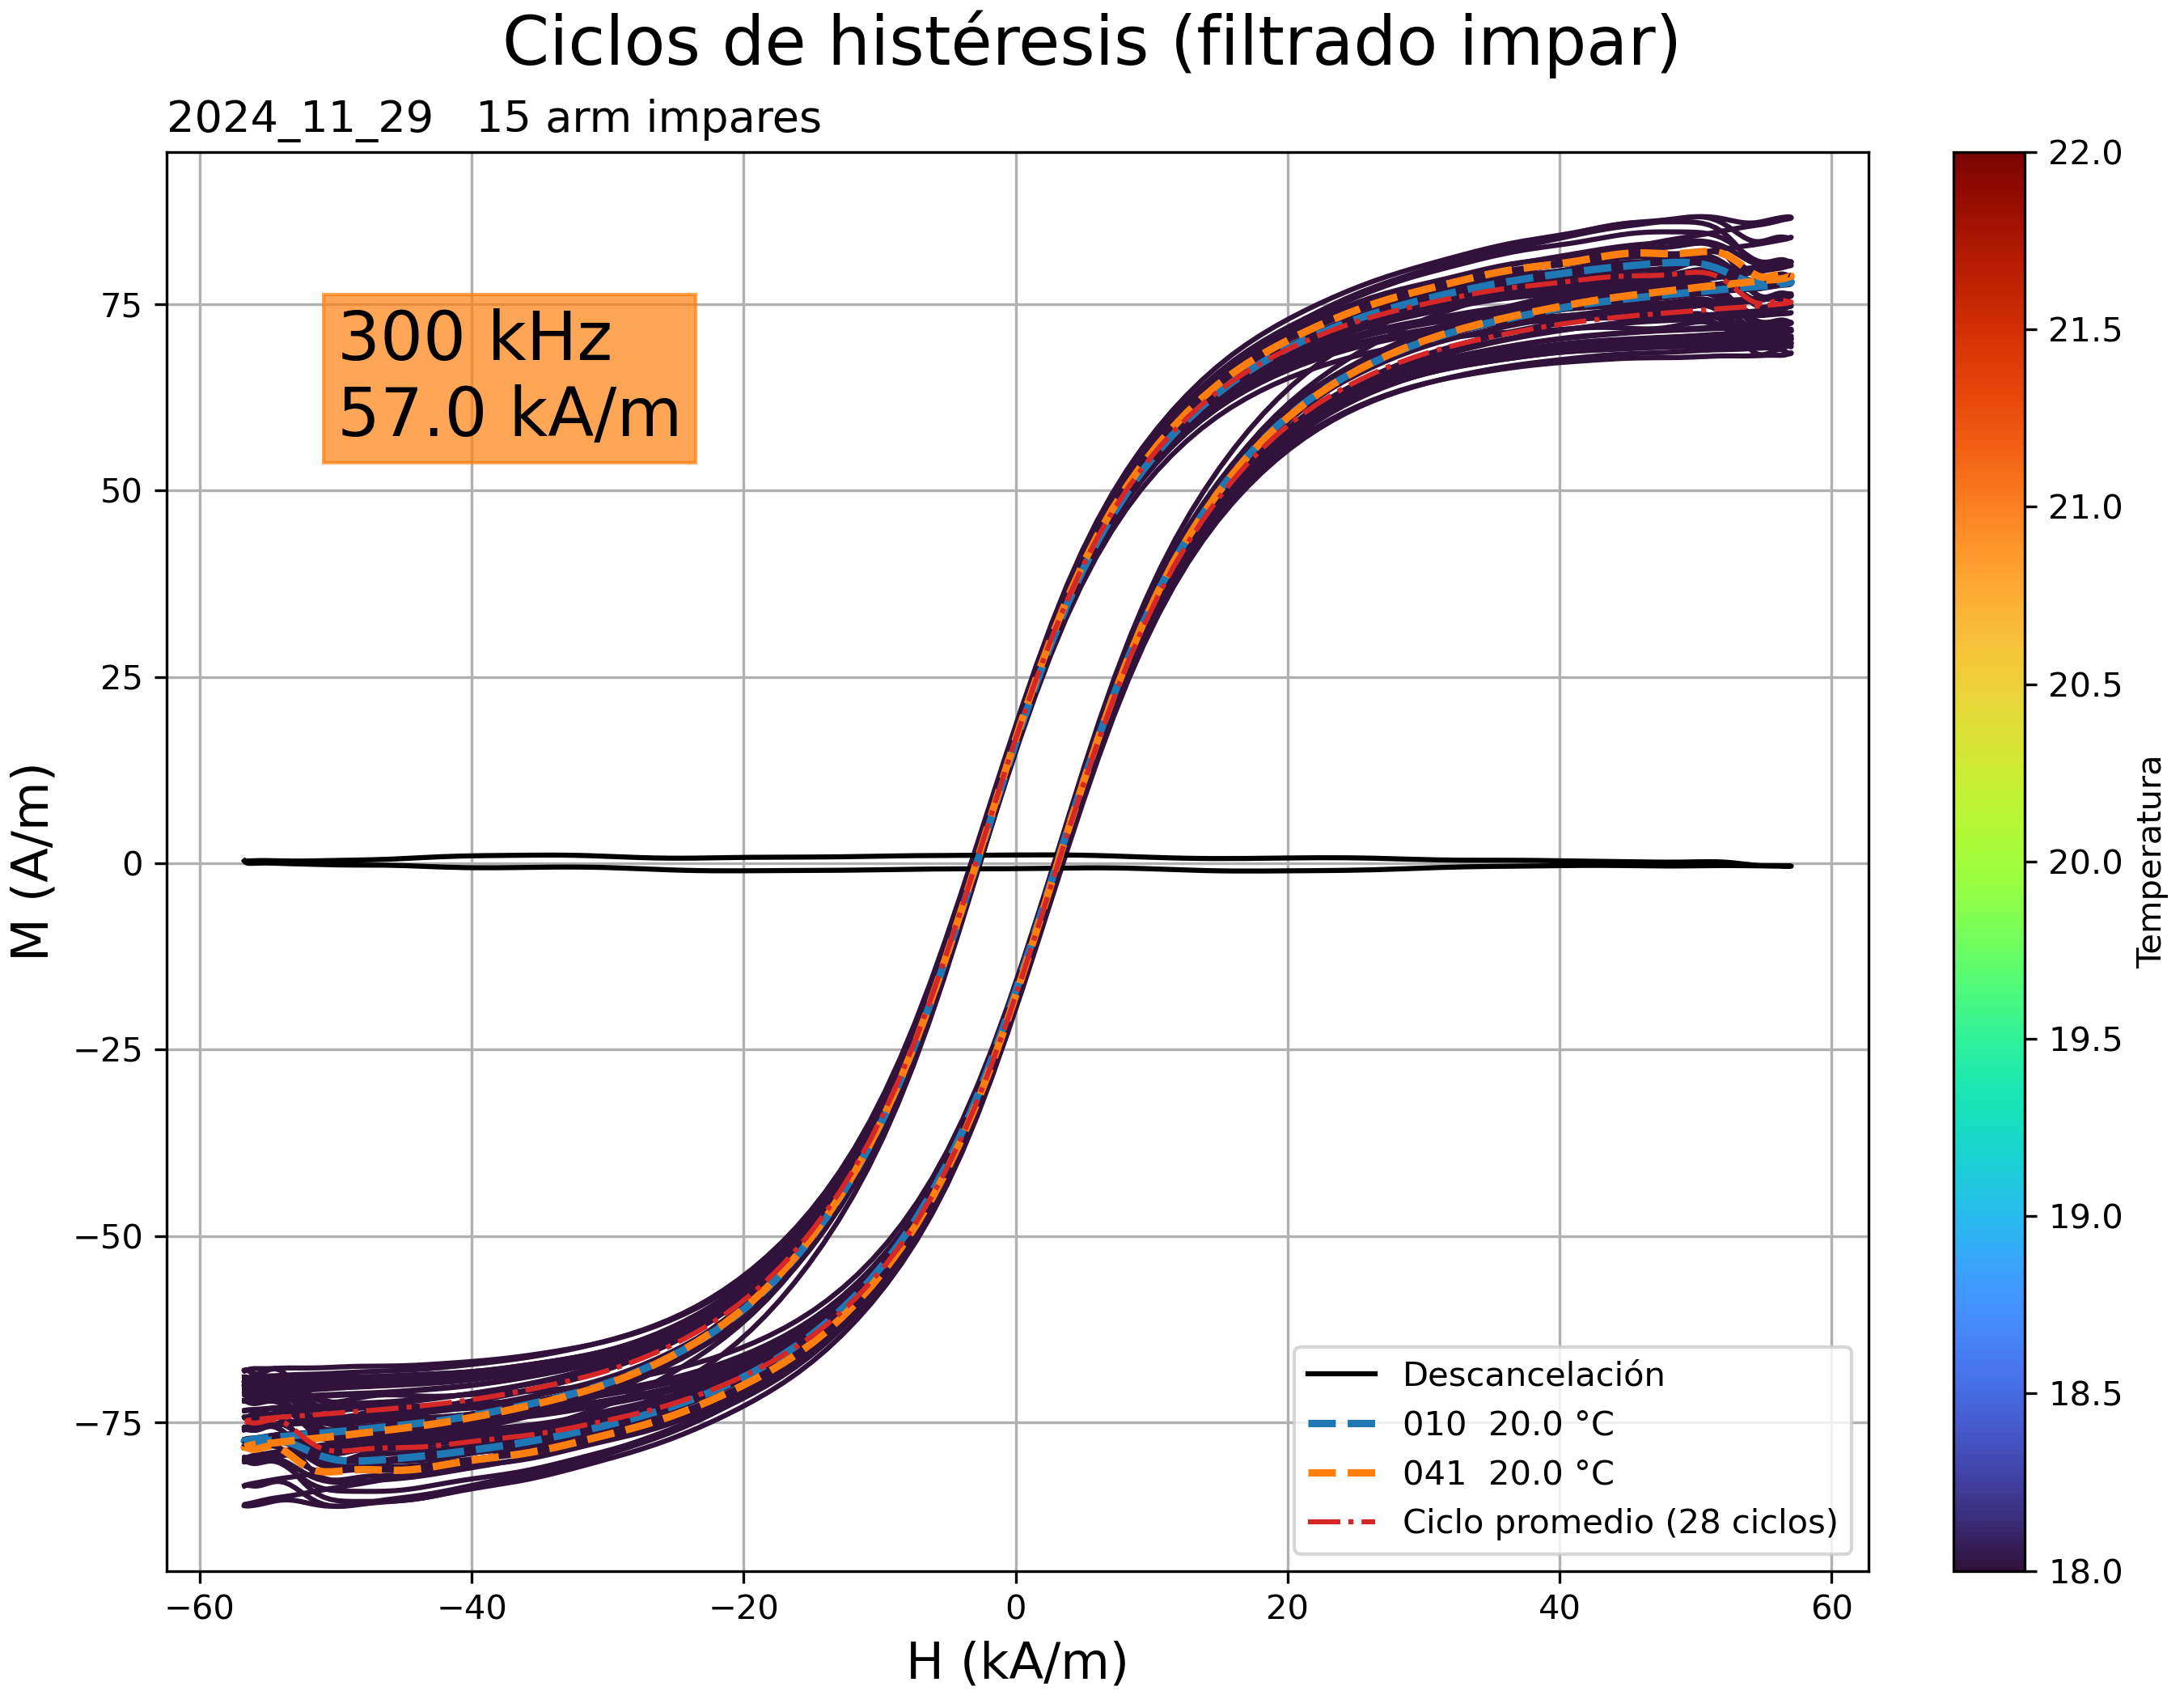 Ciclos de histéresis (filtrado impar)
2024_11_29   15 arm impares
300 kHz
57.0 kA/m
M (A/m)
75
50
25
0
−25
−50
−75
−60
−40
−20
0
20
40
60
H (kA/m)
Descancelación
010  20.0 °C
041  20.0 °C
Ciclo promedio (28 ciclos)
22.0
21.5
21.0
20.5
20.0
19.5
19.0
18.5
18.0
Temperatura